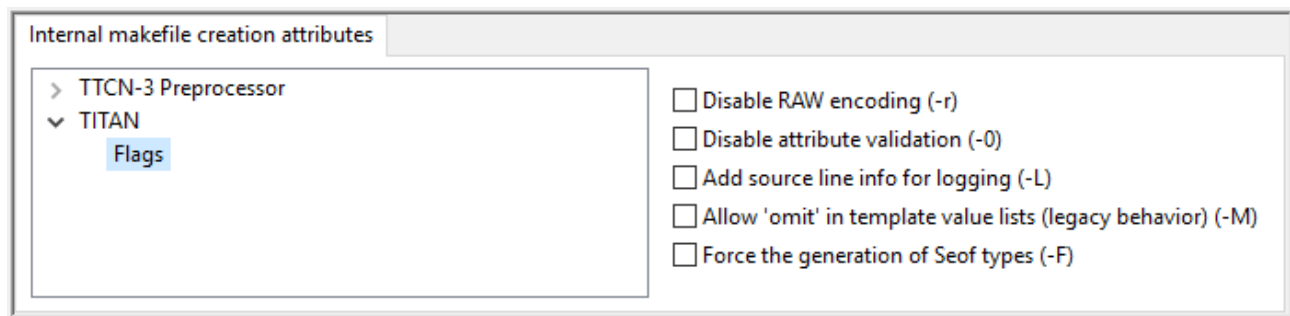 Internal makefile creation attributes
TTCN-3 Preprocessor
TITAN
Flags
Disable RAW encoding (-r)
Disable attribute validation (-0)
Add source line info for logging (-L)
Allow 'omit' in template value lists (legacy behavior) (-M)
Force the generation of Seof types (-F)